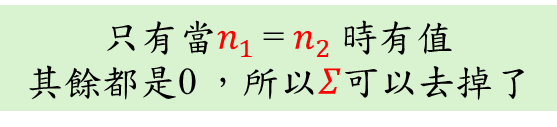 只有當n₁ = n₂ 時有值
其餘都是0 ，所以Σ可以去掉了